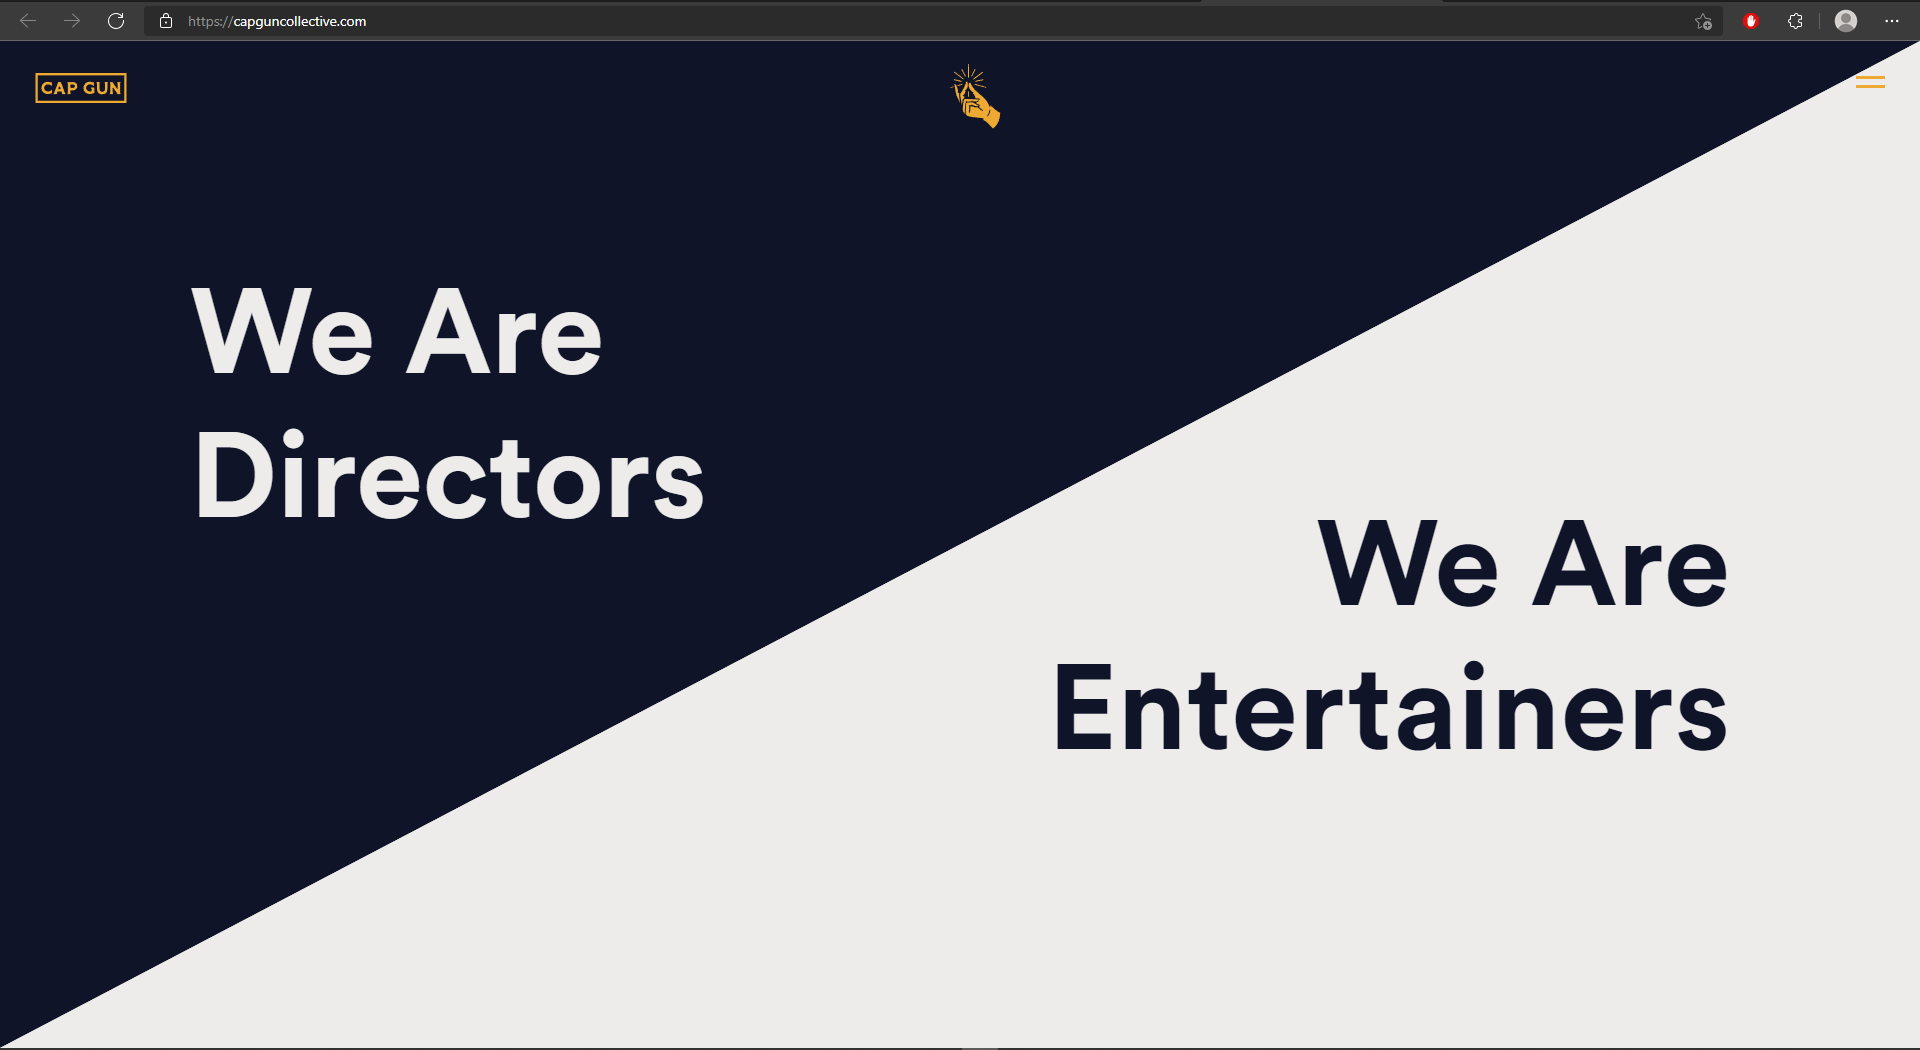 https://capguncollective.com
CAP GUN
We Are
Directors
We Are
Entertainers